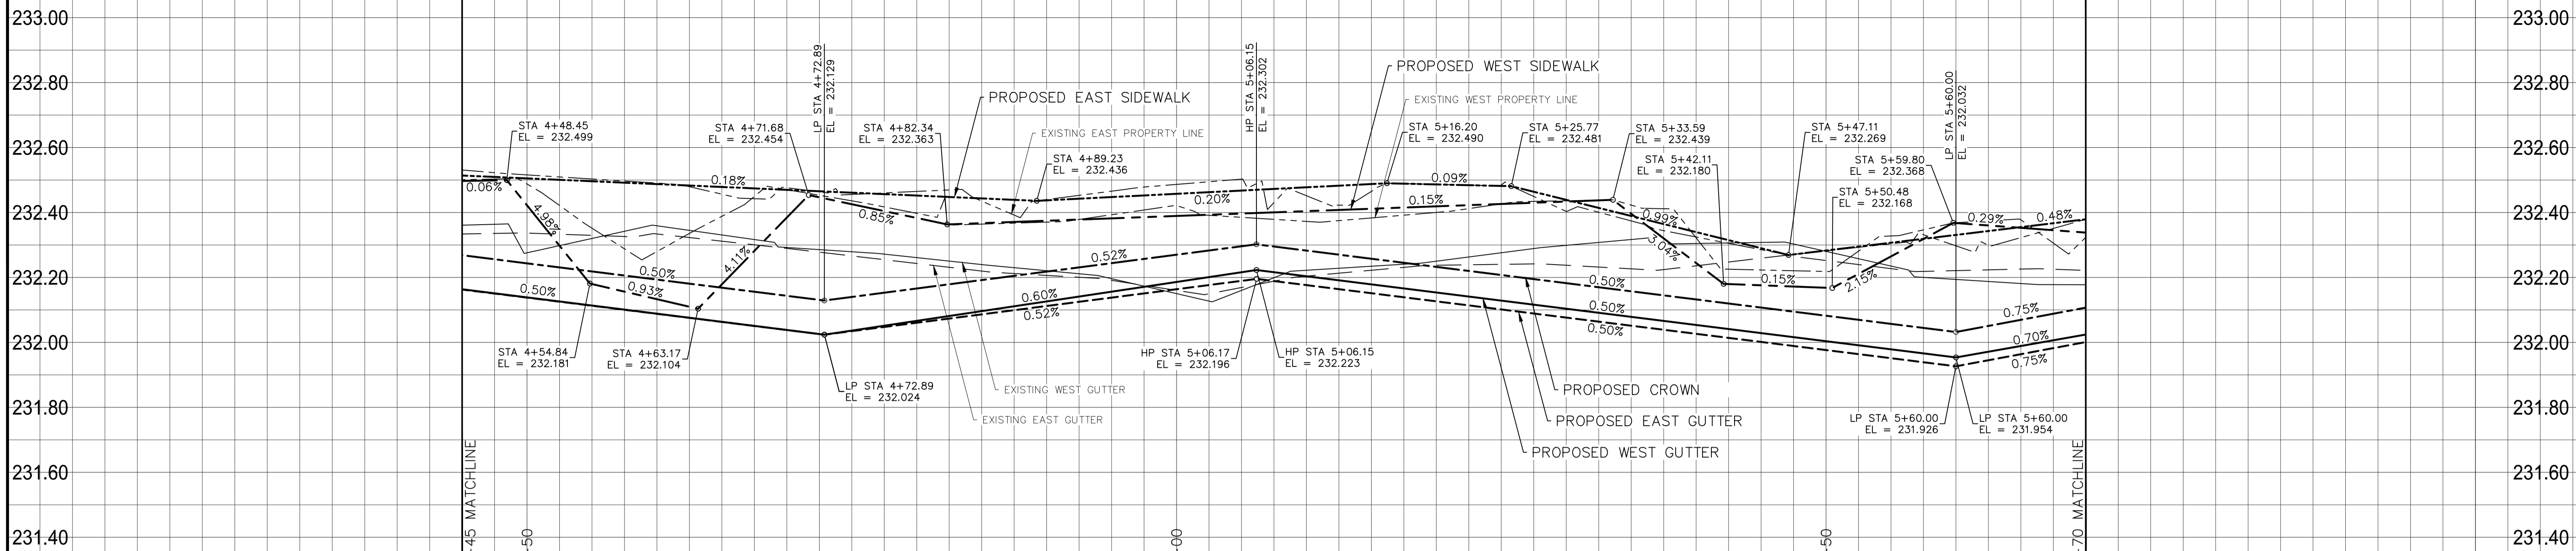 233.00
233.00
232.80
232.80
232.60
232.60
232.40
232.40
232.20
232.20
232.00
232.00
231.80
231.80
231.60
231.60
231.40
231.40
STA 4+48.45
EL = 232.499
STA 4+71.68
EL = 232.454
LP STA 4+72.89
EL = 232.129
STA 4+82.34
EL = 232.363
PROPOSED EAST SIDEWALK
EXISTING EAST PROPERTY LINE
STA 4+89.23
EL = 232.436
HP STA 5+06.15
EL = 232.302
PROPOSED WEST SIDEWALK
EXISTING WEST PROPERTY LINE
STA 5+16.20
EL = 232.490
STA 5+25.77
EL = 232.481
STA 5+33.59
EL = 232.439
STA 5+42.11
EL = 232.180
STA 5+47.11
EL = 232.269
STA 5+59.80
EL = 232.368
STA 5+50.48
EL = 232.168
LP STA 5+60.00
EL = 232.032
0.06%
0.18%
4.98%
0.85%
0.20%
0.15%
0.09%
0.99%
3.04%
0.15%
2.15%
0.29%
0.48%
0.50%
0.93%
4.11%
0.50%
0.52%
0.60%
0.52%
0.50%
0.50%
0.50%
0.75%
0.70%
0.75%
STA 4+54.84
EL = 232.181
STA 4+63.17
EL = 232.104
LP STA 4+72.89
EL = 232.024
EXISTING WEST GUTTER
EXISTING EAST GUTTER
HP STA 5+06.17
EL = 232.196
HP STA 5+06.15
EL = 232.223
PROPOSED CROWN
PROPOSED EAST GUTTER
PROPOSED WEST GUTTER
LP STA 5+60.00
EL = 231.926
LP STA 5+60.00
EL = 231.954
-45 MATCHLINE
-50
-00
-50
-70 MATCHLINE